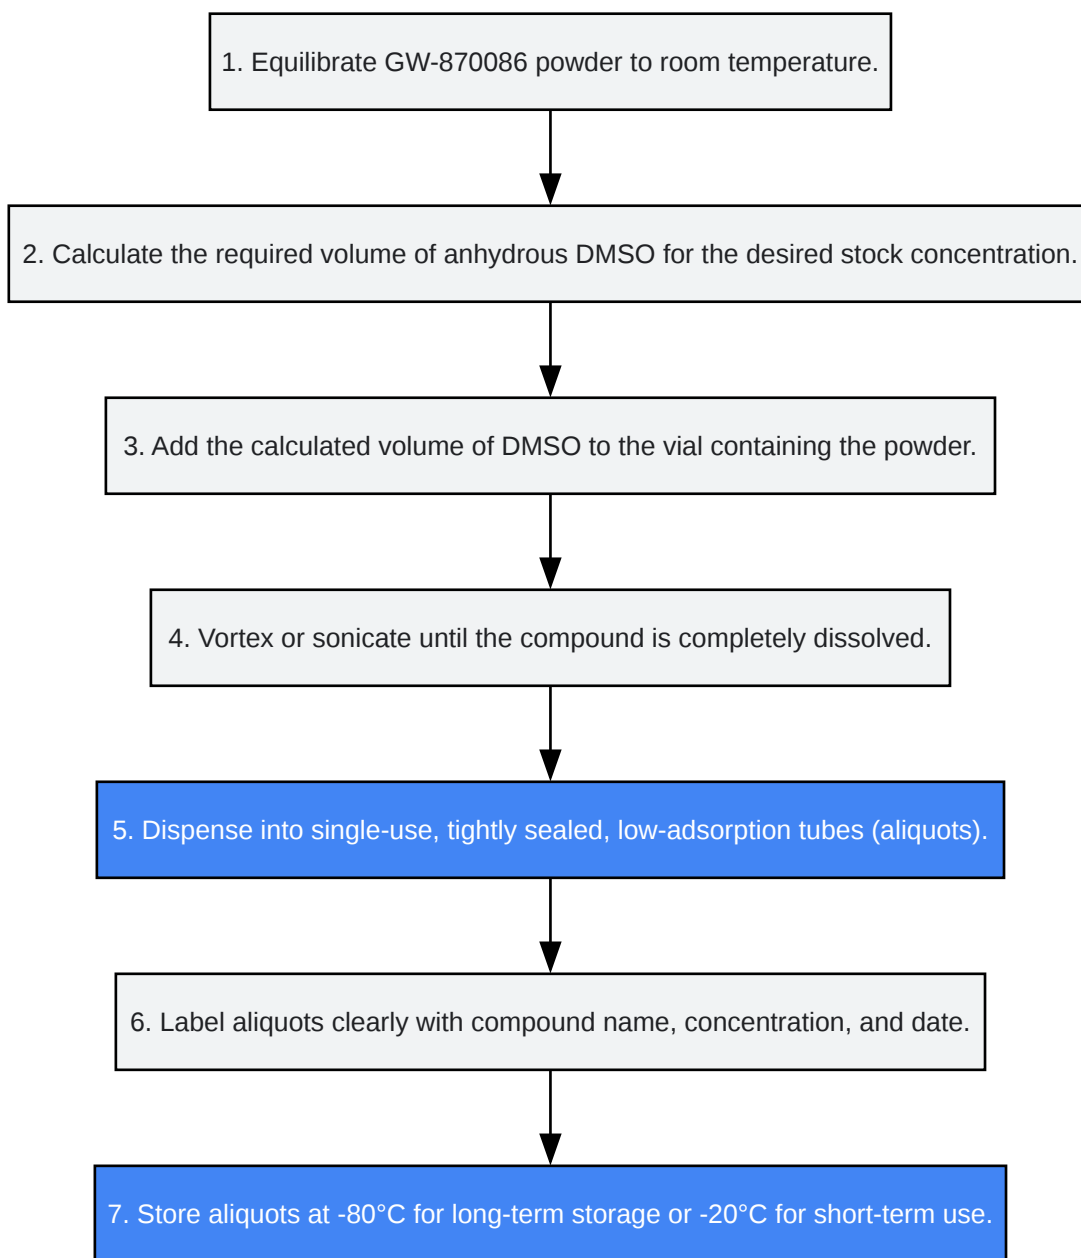 1. Equilibrate GW-870086 powder to room temperature.
2. Calculate the required volume of anhydrous DMSO for the desired stock concentration.
3. Add the calculated volume of DMSO to the vial containing the powder.
4. Vortex or sonicate until the compound is completely dissolved.
5. Dispense into single-use, tightly sealed, low-adsorption tubes (aliquots).
6. Label aliquots clearly with compound name, concentration, and date.
7. Store aliquots at -80°C for long-term storage or -20°C for short-term use.